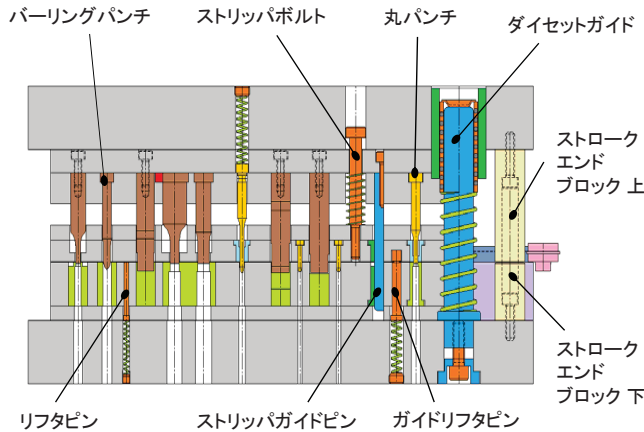 バーリングパンチ
ストリッパボルト
丸パンチ
ダイセットガイド
ストローク
エンド
ブロック 上
ストローク
エンド
ブロック 下
リフタピン
ストリッパガイドピン
ガイドリフタピン